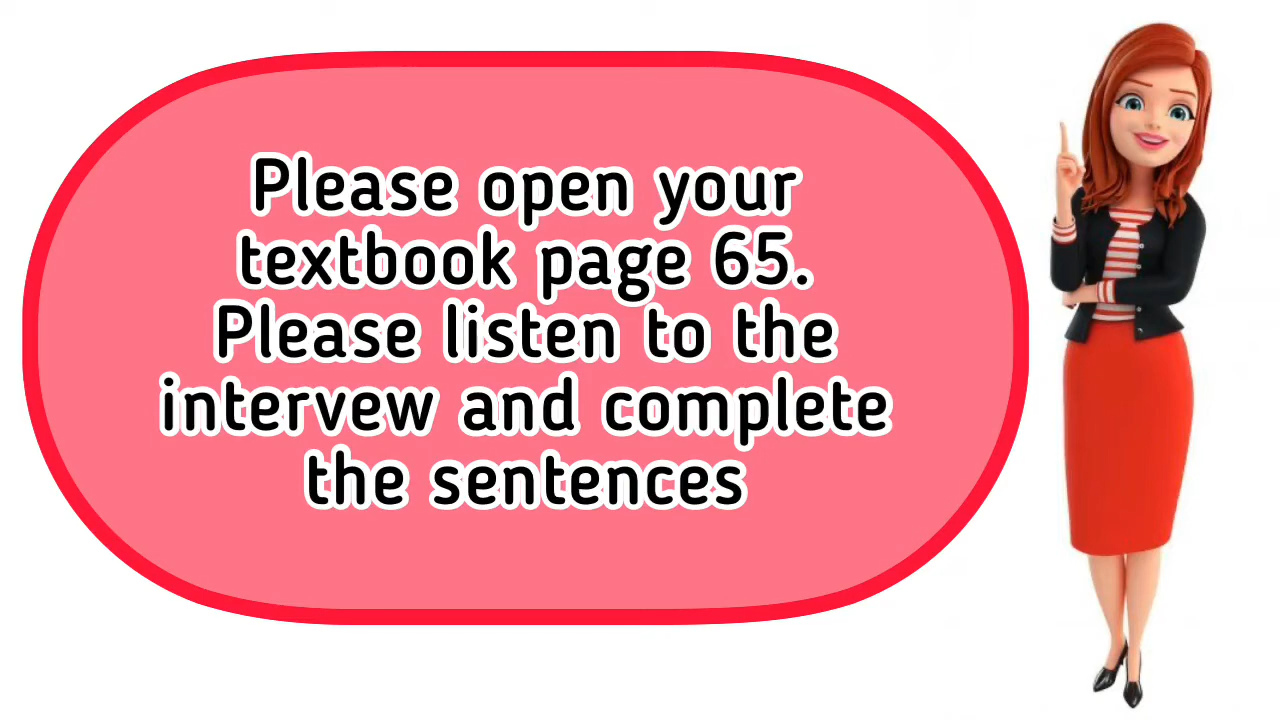 Please open your
textbook page 65.
Please listen to the
intervew and complete
the sentences